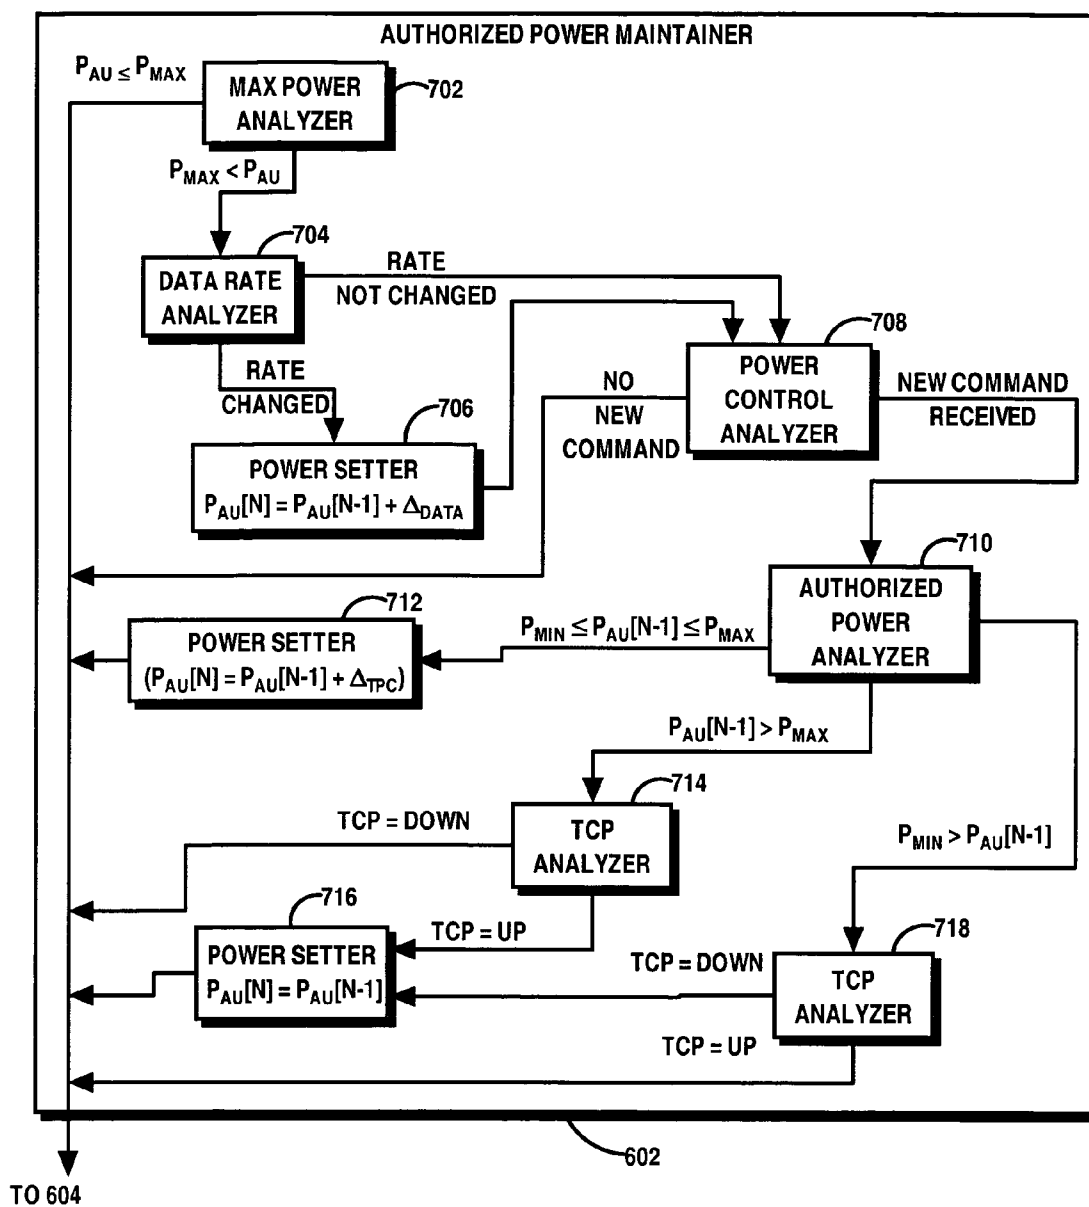 AUTHORIZED POWER MAINTAINER
P_AU ≤ P_MAX
MAX POWER
ANALYZER
702
P_MAX < P_AU
704
DATA RATE
ANALYZER
RATE
NOT CHANGED
708
POWER
CONTROL
ANALYZER
RATE
CHANGED
NO
NEW
COMMAND
NEW COMMAND
RECEIVED
706
POWER SETTER
P_AU[N] = P_AU[N-1] + Δ_DATA
710
AUTHORIZED
POWER
ANALYZER
712
POWER SETTER
(P_AU[N] = P_AU[N-1] + Δ_TPC)
P_MIN ≤ P_AU[N-1] ≤ P_MAX
P_AU[N-1] > P_MAX
714
TCP
ANALYZER
TCP = DOWN
P_MIN > P_AU[N-1]
716
POWER SETTER
P_AU[N] = P_AU[N-1]
TCP = UP
718
TCP
ANALYZER
TCP = DOWN
TCP = UP
602
TO 604